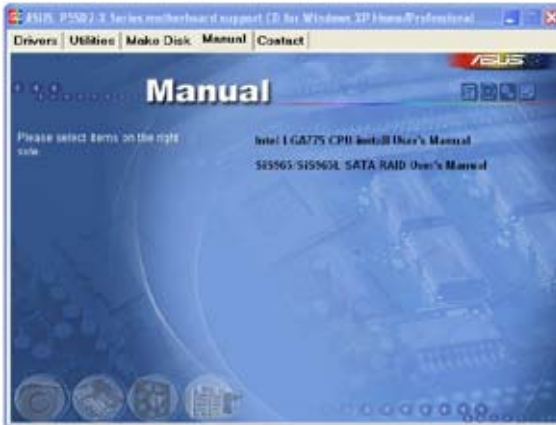 ASUS P5SD2-X Series motherboard support CD for Windows XP Home/Professional
Drivers Utilities Make Disk Manual Contact
ASUS
Manual
Please select items on the right side
Intel LGA775 CPU install User's Manual
SiS965/SiS965L SATA RAID User's Manual